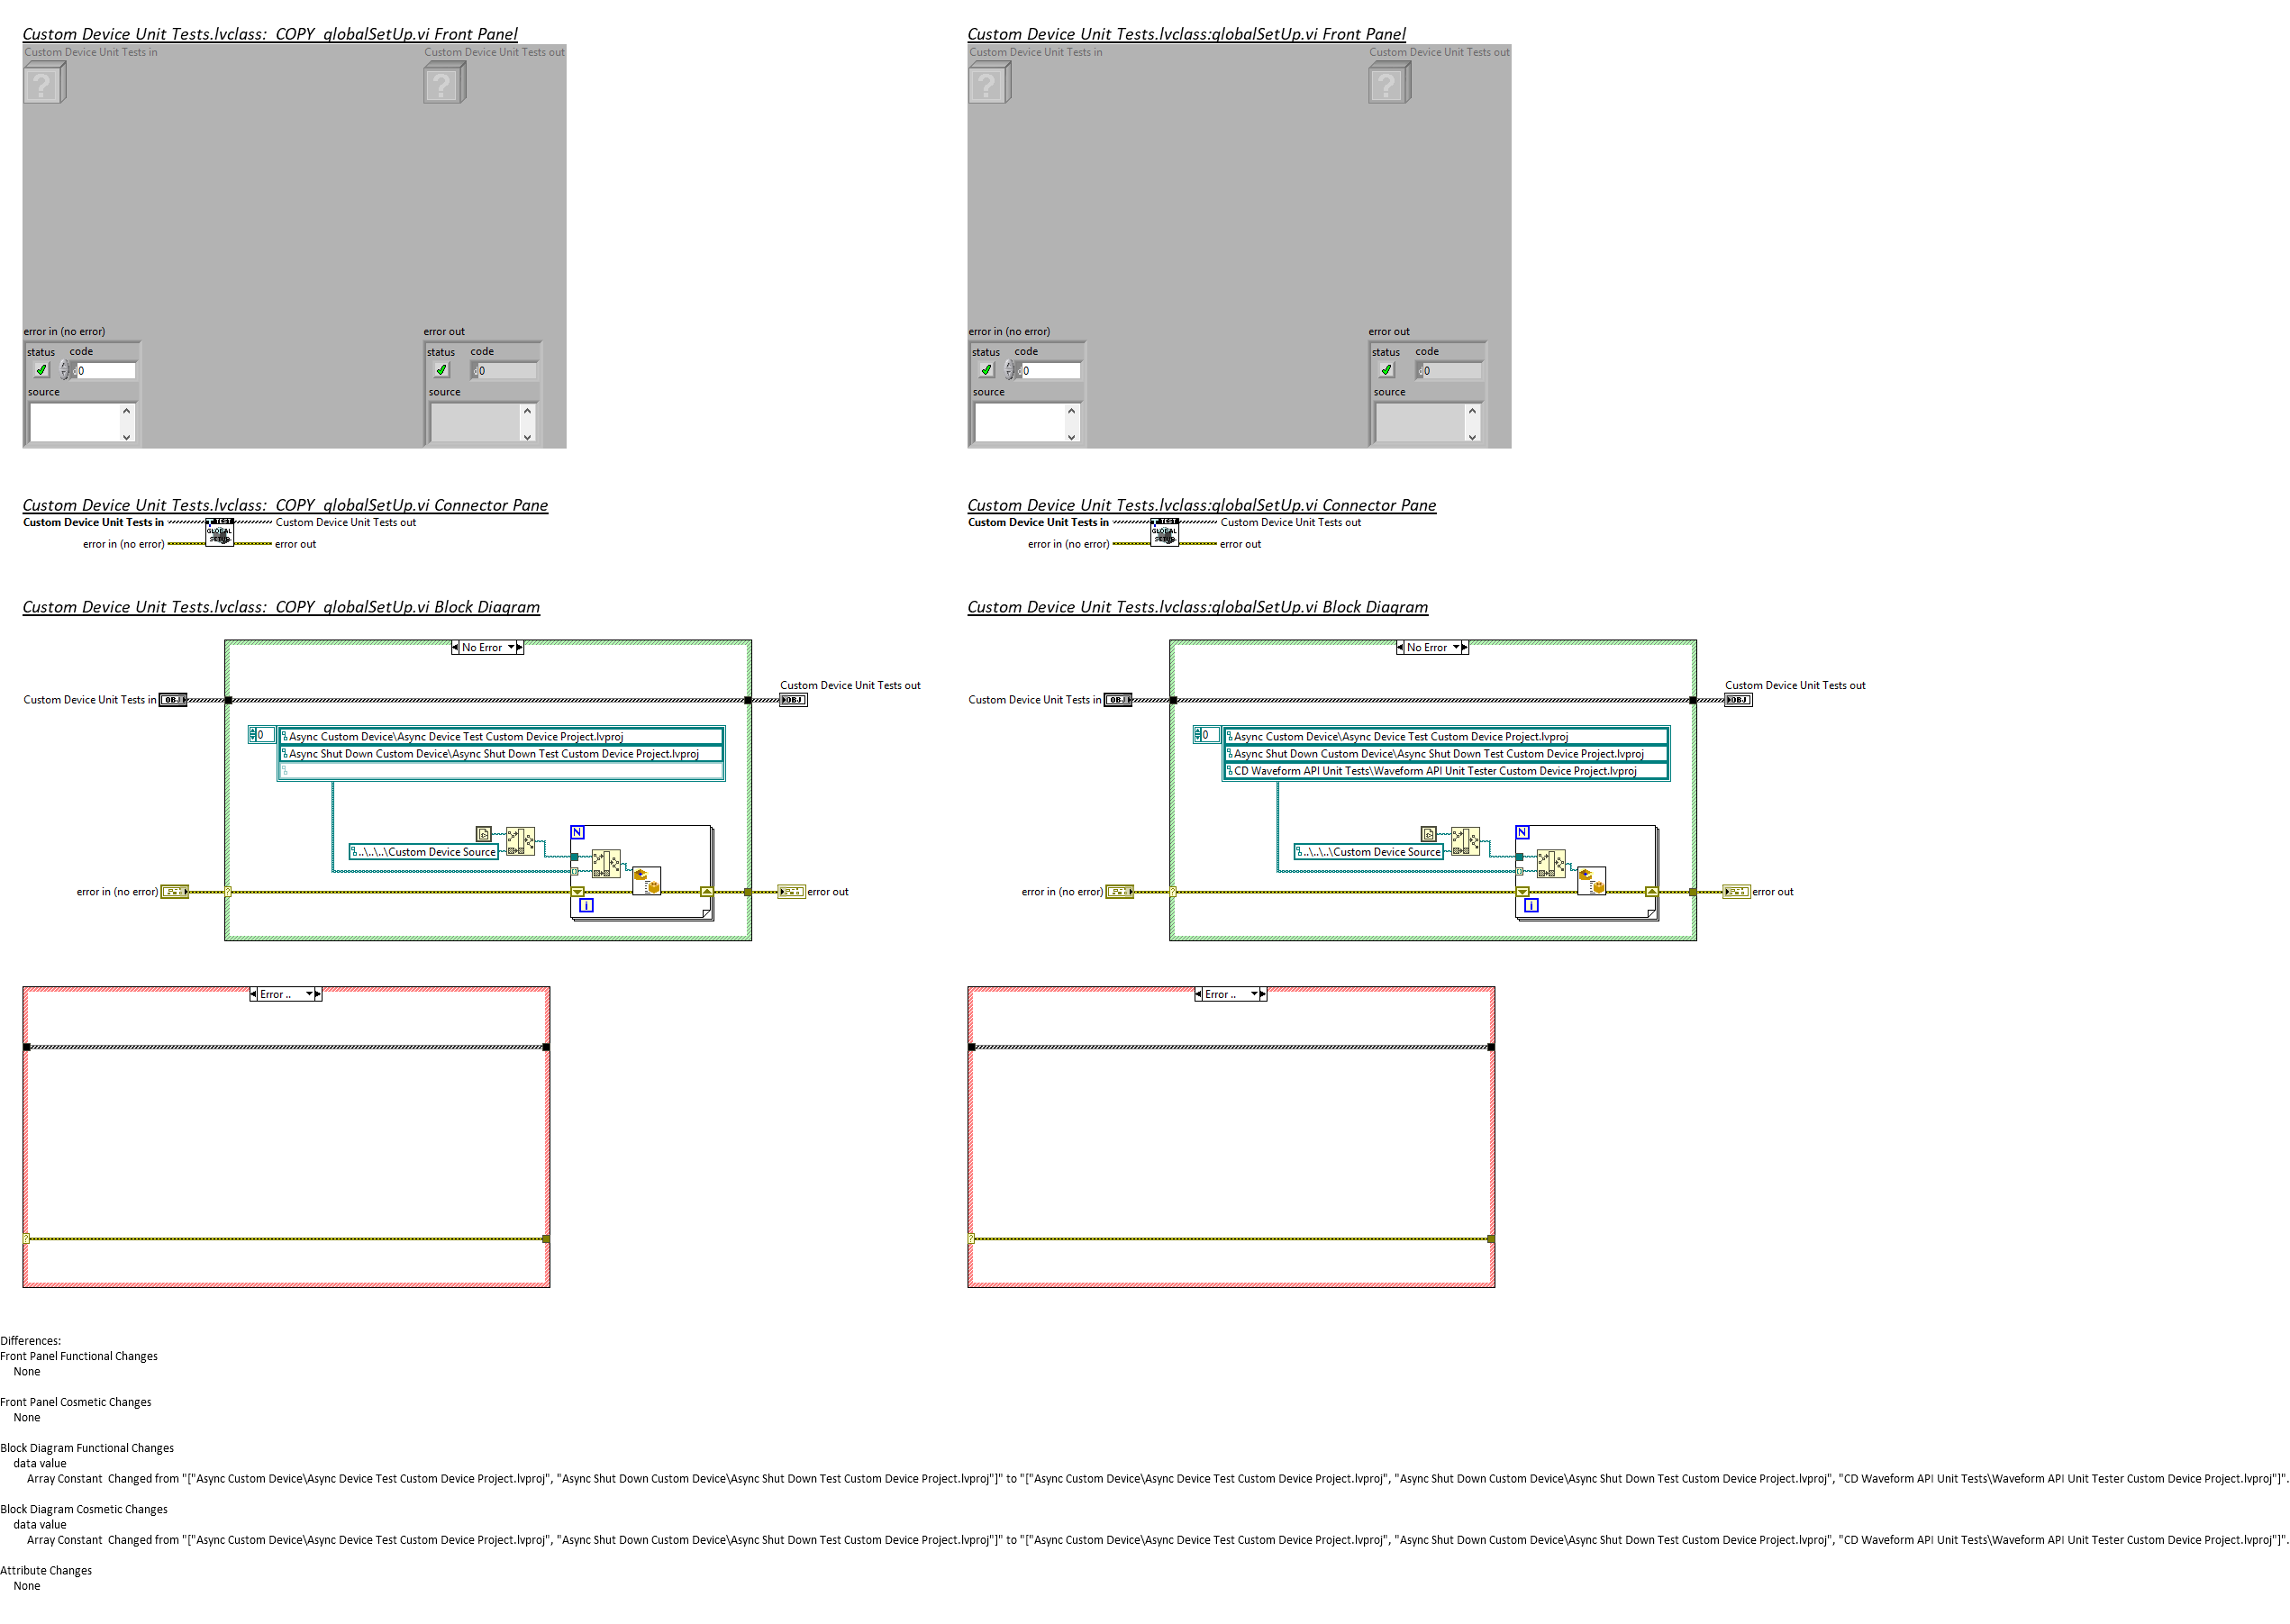 Custom Device Unit Tests.lvclass:_COPY_globalSetUp.vi Front Panel
Custom Device Unit Tests in
Custom Device Unit Tests out
?
?
error in (no error)
error out
status code
0
source
status code
0
source
Custom Device Unit Tests.lvclass:globalSetUp.vi Front Panel
Custom Device Unit Tests in
Custom Device Unit Tests out
?
?
error in (no error)
error out
status code
0
source
status code
0
source
Custom Device Unit Tests.lvclass:_COPY_globalSetUp.vi Connector Pane
Custom Device Unit Tests in
TEST
GLOBAL
SETUP
Custom Device Unit Tests out
error in (no error)
error out
Custom Device Unit Tests.lvclass:globalSetUp.vi Connector Pane
Custom Device Unit Tests in
TEST
GLOBAL
SETUP
Custom Device Unit Tests out
error in (no error)
error out
Custom Device Unit Tests.lvclass:_COPY_globalSetUp.vi Block Diagram
No Error
Custom Device Unit Tests in
OBJ
Custom Device Unit Tests out
OBJ
0
Async Custom Device\Async Device Test Custom Device Project.lvproj
Async Shut Down Custom Device\Async Shut Down Test Custom Device Project.lvproj
N
..\..\..\Custom Device Source
error in (no error)
?
i
error out
Error ..
?
Custom Device Unit Tests.lvclass:globalSetUp.vi Block Diagram
No Error
Custom Device Unit Tests in
OBJ
Custom Device Unit Tests out
OBJ
0
Async Custom Device\Async Device Test Custom Device Project.lvproj
Async Shut Down Custom Device\Async Shut Down Test Custom Device Project.lvproj
CD Waveform API Unit Tests\Waveform API Unit Tester Custom Device Project.lvproj
N
..\..\..\Custom Device Source
error in (no error)
?
i
error out
Error ..
?
Differences:
Front Panel Functional Changes
None
Front Panel Cosmetic Changes
None
Block Diagram Functional Changes
data value
Array Constant  Changed from "["Async Custom Device\Async Device Test Custom Device Project.lvproj", "Async Shut Down Custom Device\Async Shut Down Test Custom Device Project.lvproj"]" to "["Async Custom Device\Async Device Test Custom Device Project.lvproj", "Async Shut Down Custom Device\Async Shut Down Test Custom Device Project.lvproj", "CD Waveform API Unit Tests\Waveform API Unit Tester Custom Device Project.lvproj"]".
Block Diagram Cosmetic Changes
data value
Array Constant  Changed from "["Async Custom Device\Async Device Test Custom Device Project.lvproj", "Async Shut Down Custom Device\Async Shut Down Test Custom Device Project.lvproj"]" to "["Async Custom Device\Async Device Test Custom Device Project.lvproj", "Async Shut Down Custom Device\Async Shut Down Test Custom Device Project.lvproj", "CD Waveform API Unit Tests\Waveform API Unit Tester Custom Device Project.lvproj"]".
Attribute Changes
None